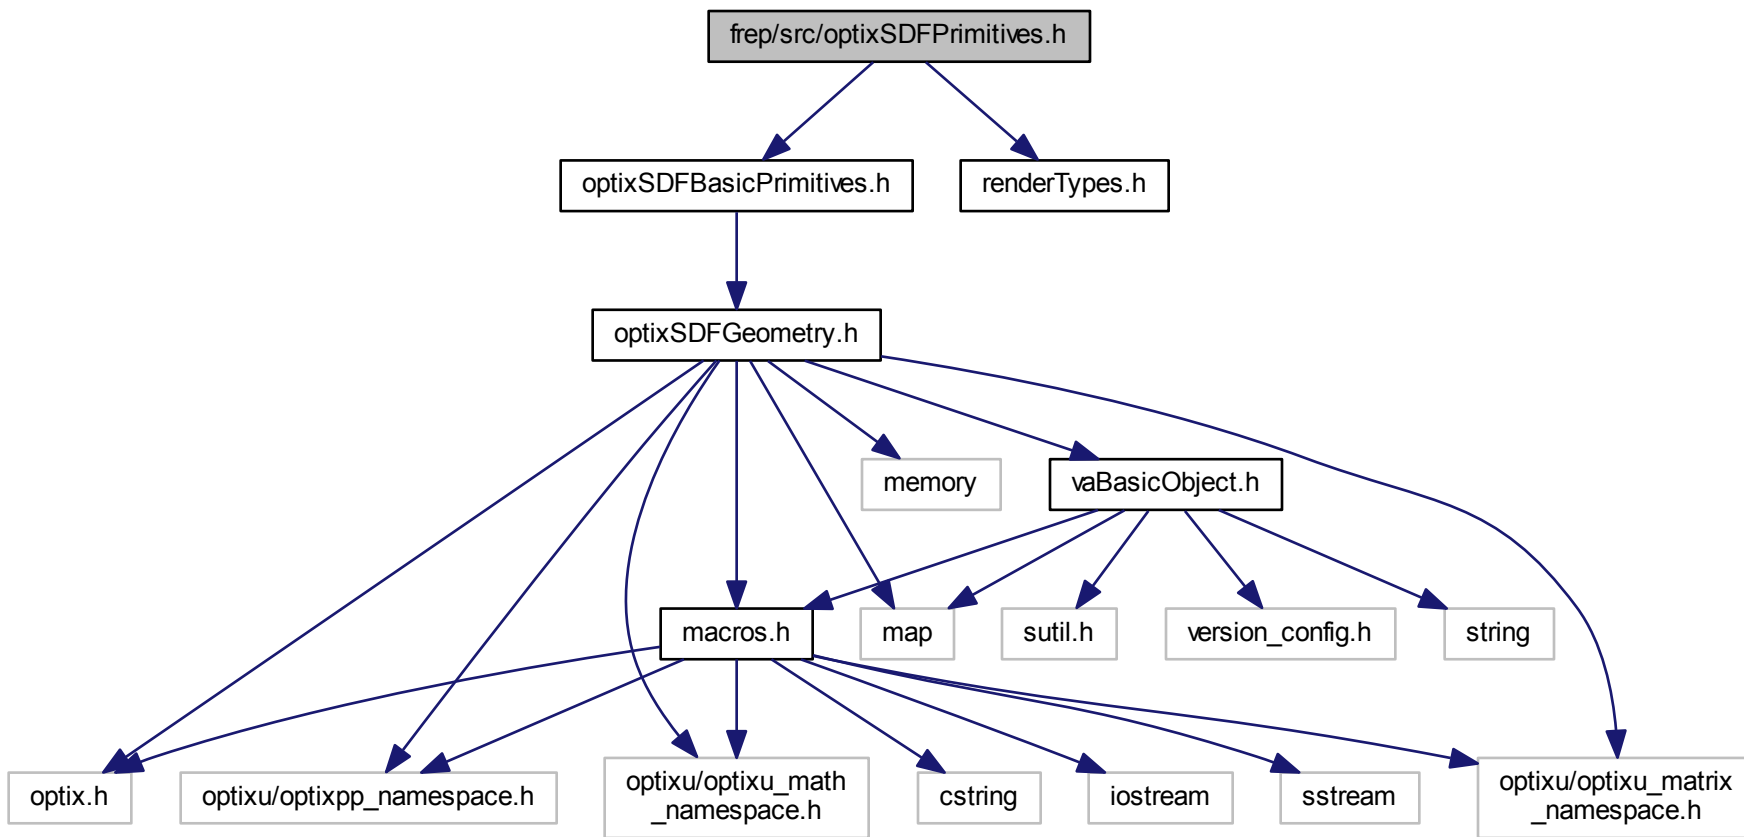 frep/src/optixSDFPrimitives.h
optixSDFBasicPrimitives.h
renderTypes.h
optixSDFGeometry.h
memory
vaBasicObject.h
macros.h
map
sutil.h
version_config.h
string
optix.h
optixu/optixpp_namespace.h
optixu/optixu_math
_namespace.h
cstring
iostream
sstream
optixu/optixu_matrix
_namespace.h